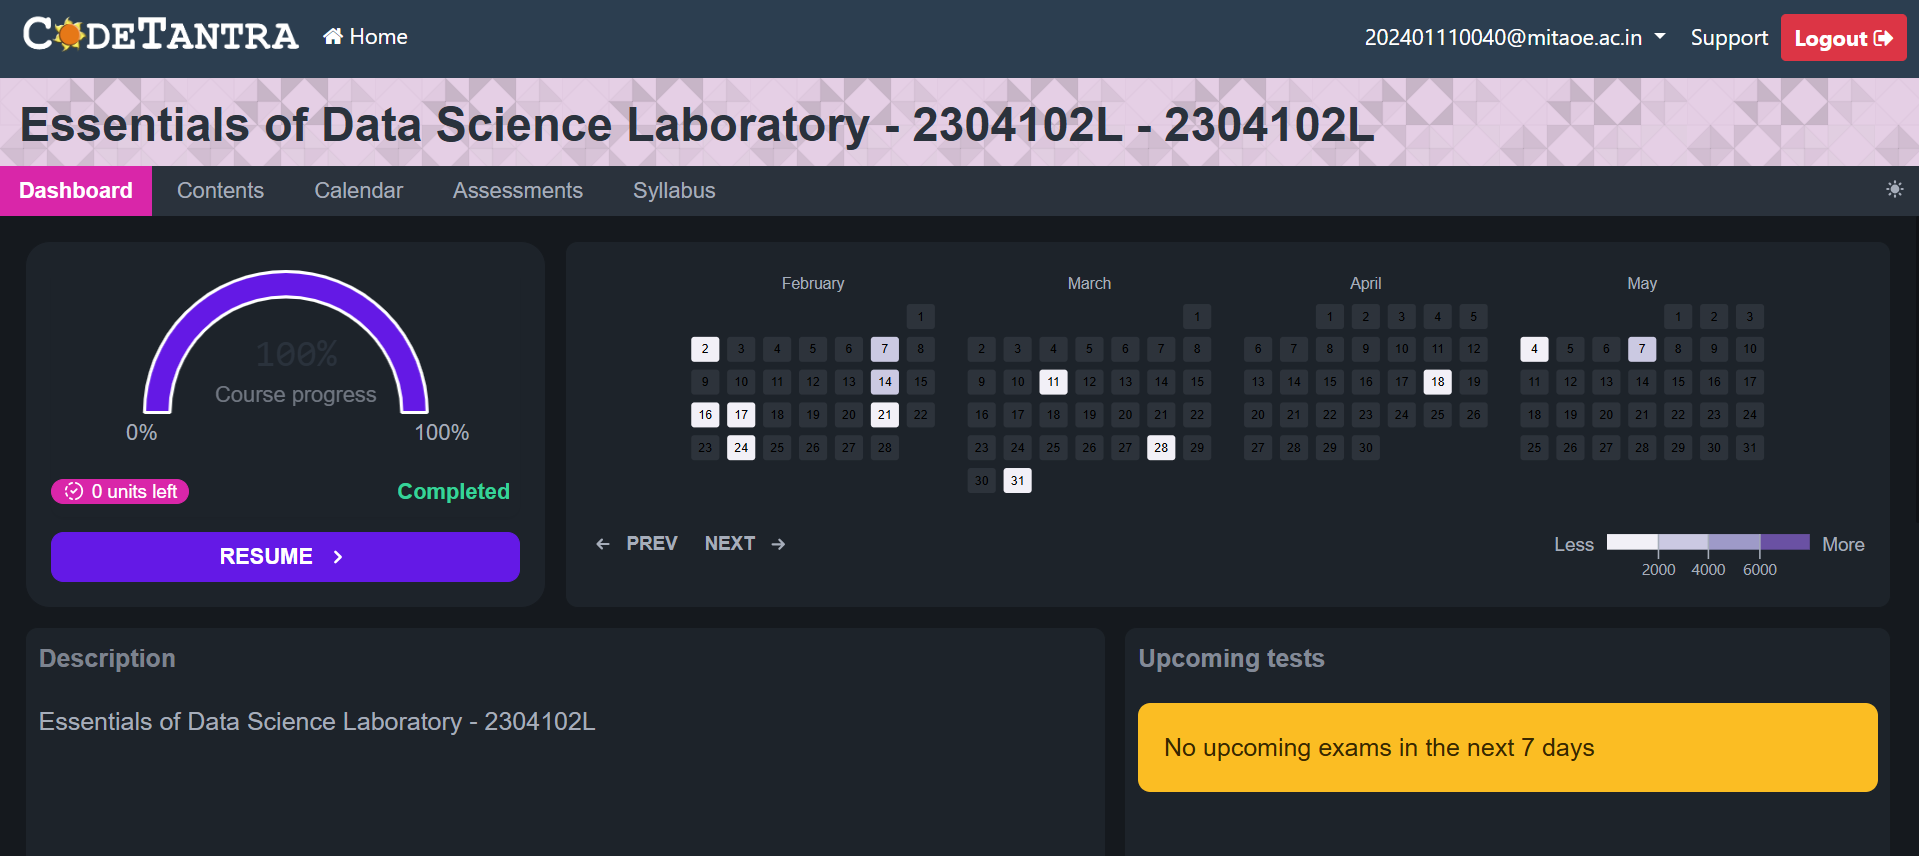 CODETANTRA
Home
202401110040@mitaoe.ac.in
Support
Logout
Essentials of Data Science Laboratory - 2304102L - 2304102L
Dashboard
Contents
Calendar
Assessments
Syllabus
100%
Course progress
0%
100%
0 units left
Completed
RESUME
February
1
2 3 4 5 6 7 8
9 10 11 12 13 14 15
16 17 18 19 20 21 22
23 24 25 26 27 28
March
1
2 3 4 5 6 7 8
9 10 11 12 13 14 15
16 17 18 19 20 21 22
23 24 25 26 27 28 29
30 31
April
1 2 3 4 5
6 7 8 9 10 11 12
13 14 15 16 17 18 19
20 21 22 23 24 25 26
27 28 29 30
May
1 2 3
4 5 6 7 8 9 10
11 12 13 14 15 16 17
18 19 20 21 22 23 24
25 26 27 28 29 30 31
← PREV
NEXT →
Less
More
2000 4000 6000
Description
Essentials of Data Science Laboratory - 2304102L
Upcoming tests
No upcoming exams in the next 7 days